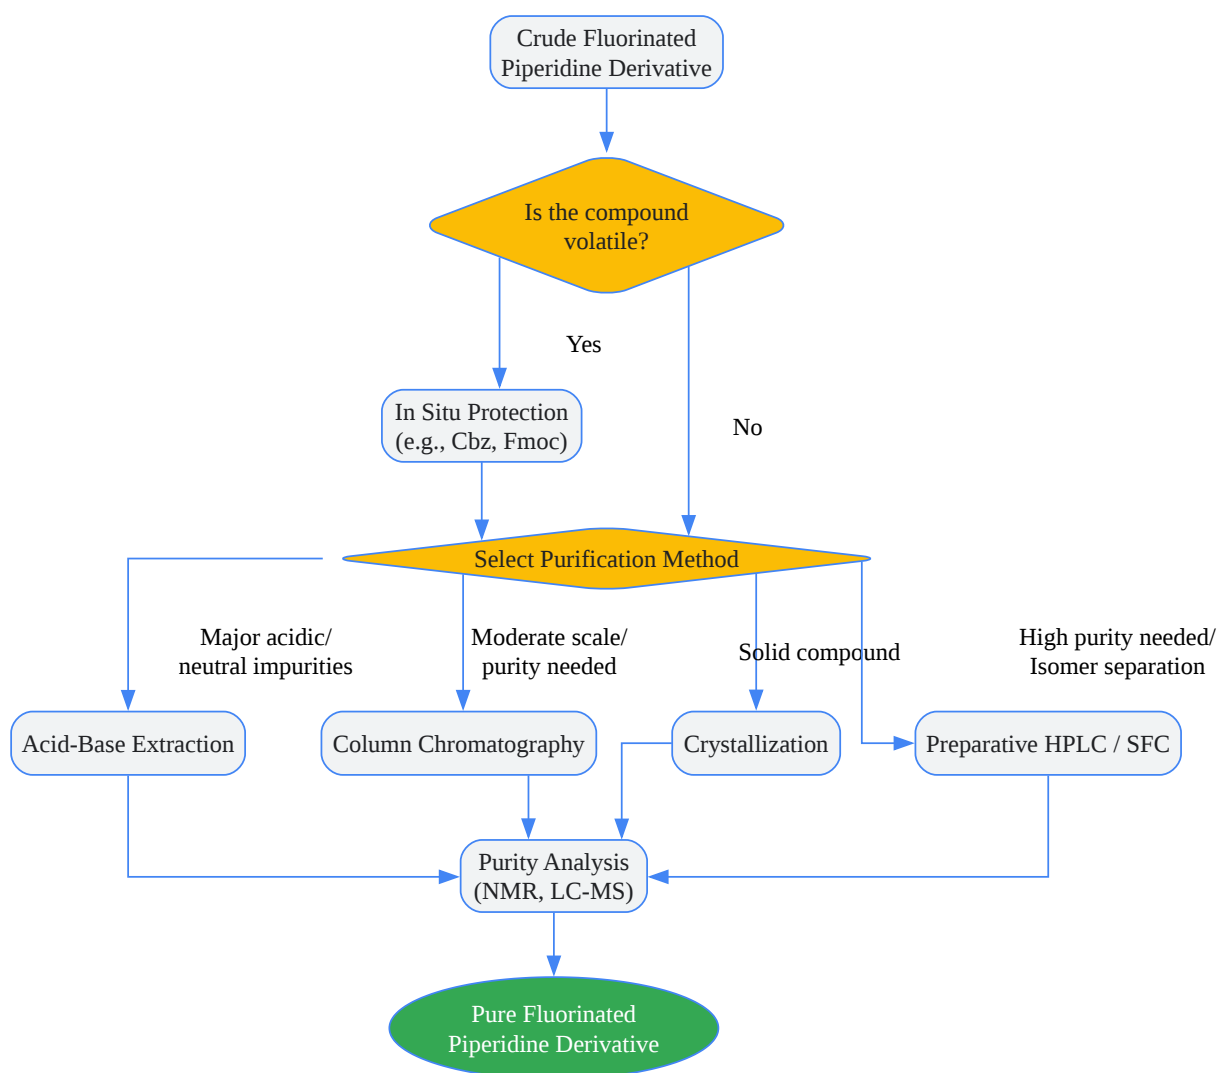 Crude Fluorinated
Piperidine Derivative
Is the compound
volatile?
Yes
In Situ Protection
(e.g., Cbz, Fmoc)
No
Select Purification Method
Major acidic/
neutral impurities
Moderate scale/
purity needed
Solid compound
High purity needed/
Isomer separation
Acid-Base Extraction
Column Chromatography
Crystallization
Preparative HPLC / SFC
Purity Analysis
(NMR, LC-MS)
Pure Fluorinated
Piperidine Derivative